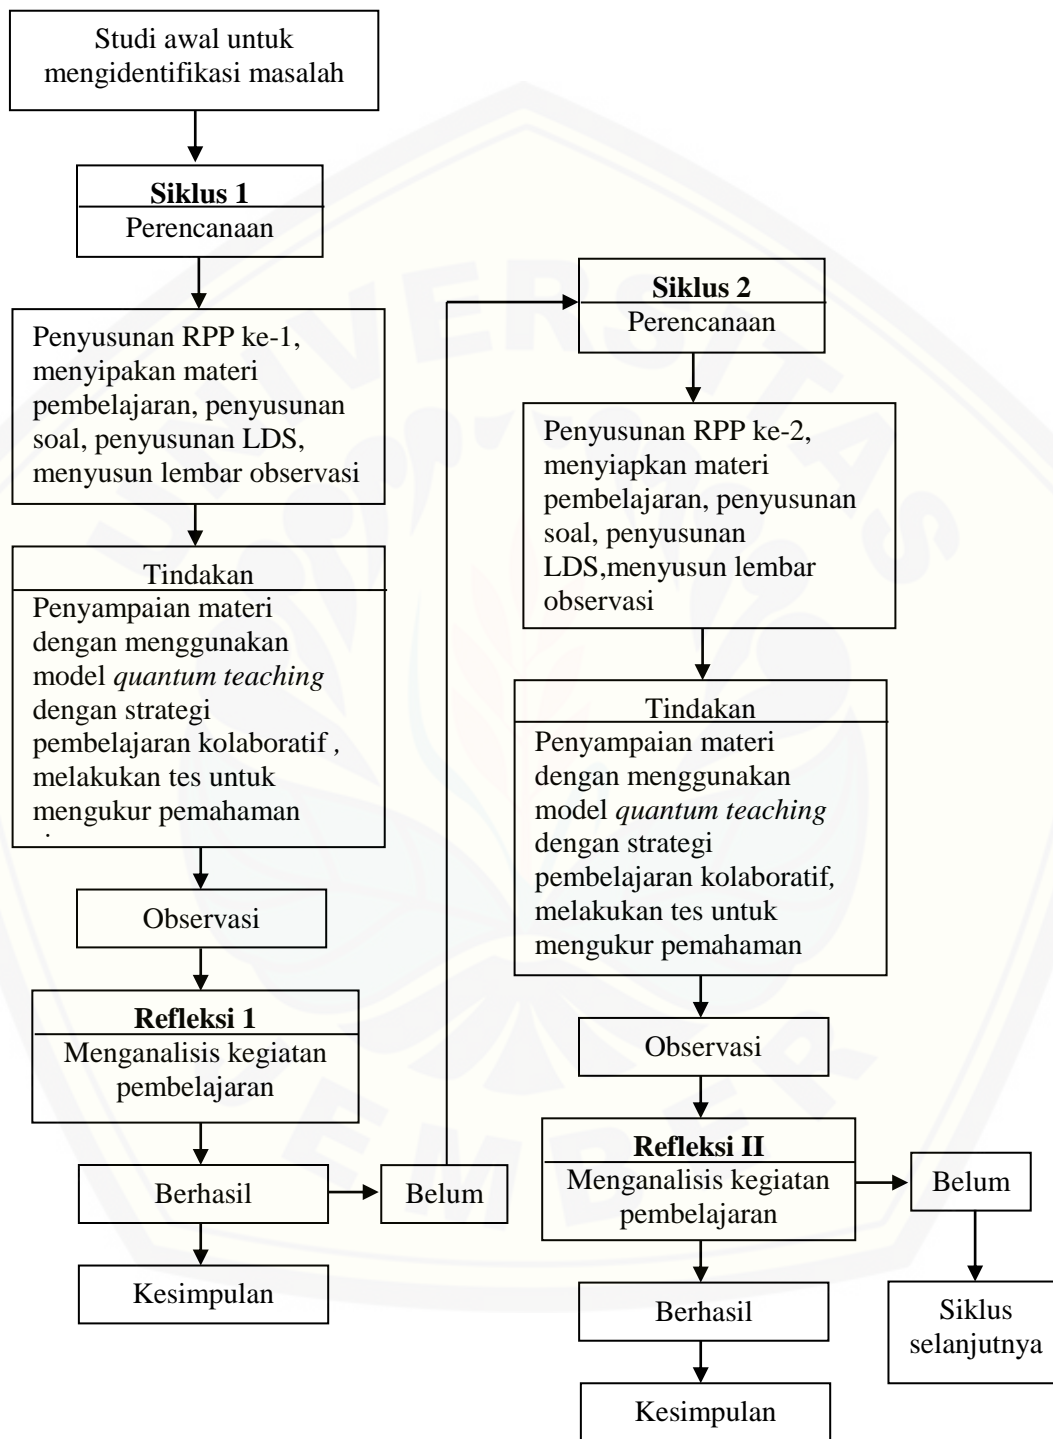 Studi awal untuk
mengidentifikasi masalah
Siklus 1
Perencanaan
Penyusunan RPP ke-1,
menyipakan materi
pembelajaran, penyusunan
soal, penyusunan LDS,
menyusun lembar observasi
Tindakan
Penyampaian materi
dengan menggunakan
model quantum teaching
dengan strategi
pembelajaran kolaboratif ,
melakukan tes untuk
mengukur pemahaman
Observasi
Refleksi 1
Menganalisis kegiatan
pembelajaran
Berhasil
Belum
Kesimpulan
Siklus 2
Perencanaan
Penyusunan RPP ke-2,
menyiapkan materi
pembelajaran, penyusunan
soal, penyusunan
LDS,menyusun lembar
observasi
Tindakan
Penyampaian materi
dengan menggunakan
model quantum teaching
dengan strategi
pembelajaran kolaboratif,
melakukan tes untuk
mengukur pemahaman
Observasi
Refleksi II
Menganalisis kegiatan
pembelajaran
Belum
Berhasil
Siklus
selanjutnya
Kesimpulan
UNIVERSITAS
JEMBER